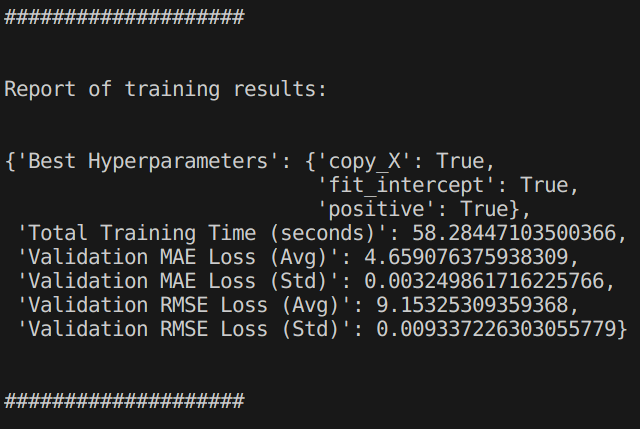 ####################
Report of training results:
{'Best Hyperparameters': {'copy_X': True,
'fit_intercept': True,
'positive': True},
'Total Training Time (seconds)': 58.28447103500366,
'Validation MAE Loss (Avg)': 4.659076375938309,
'Validation MAE Loss (Std)': 0.003249861716225766,
'Validation RMSE Loss (Avg)': 9.15325309359368,
'Validation RMSE Loss (Std)': 0.009337226303055779}
####################